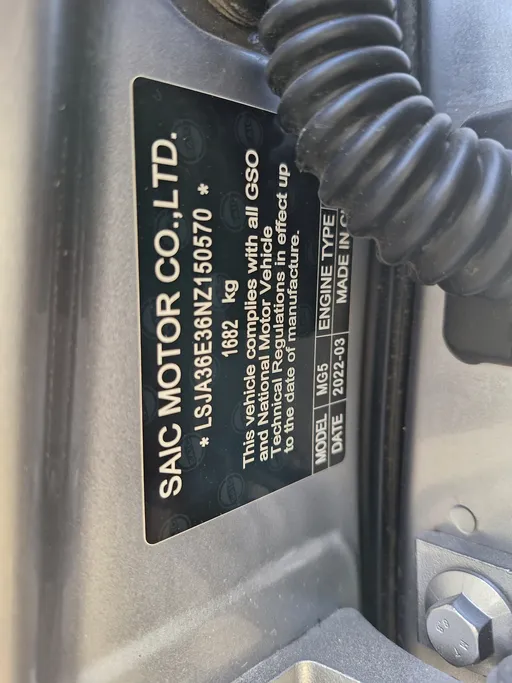 SAIC MOTOR CO.,LTD.
* LSJA36E36NZ150570 *
1682 kg
This vehicle complies with all GSO
and National Motor Vehicle
Technical Regulations in effect up
to the date of manufacture.
MODEL MG5 ENGINE TYPE
DATE 2022-03 MADE IN